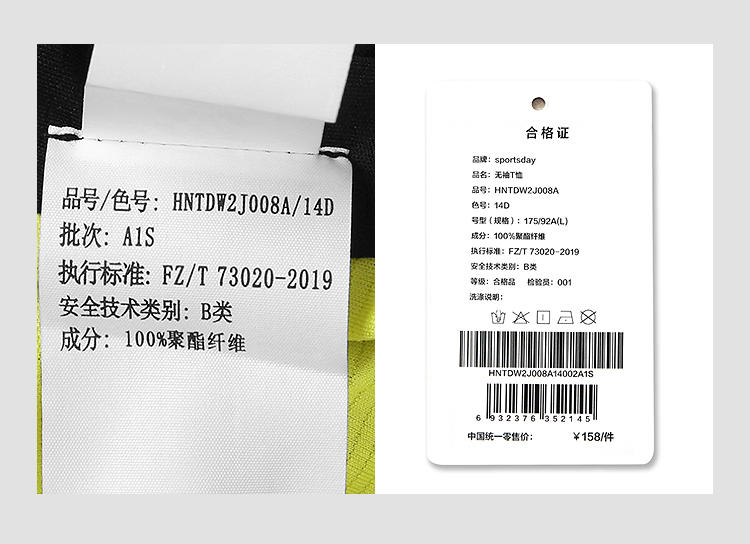 品号/色号: HNTDW2J008A/14D
批次: A1S
执行标准: FZ/T 73020-2019
安全技术类别: B类
成分: 100%聚酯纤维
合格证
品牌: sportsday
品名: 无袖T恤
品号: HNTDW2J008A
色号: 14D
号型（规格）: 175/92A(L)
成分: 100%聚酯纤维
执行标准: FZ/T 73020-2019
安全技术类别: B类
等级: 合格品 检验员: 001
洗涤说明:
HNTDW2J008A14002A1S
6 932376 352145
中国统一零售价: ￥158/件